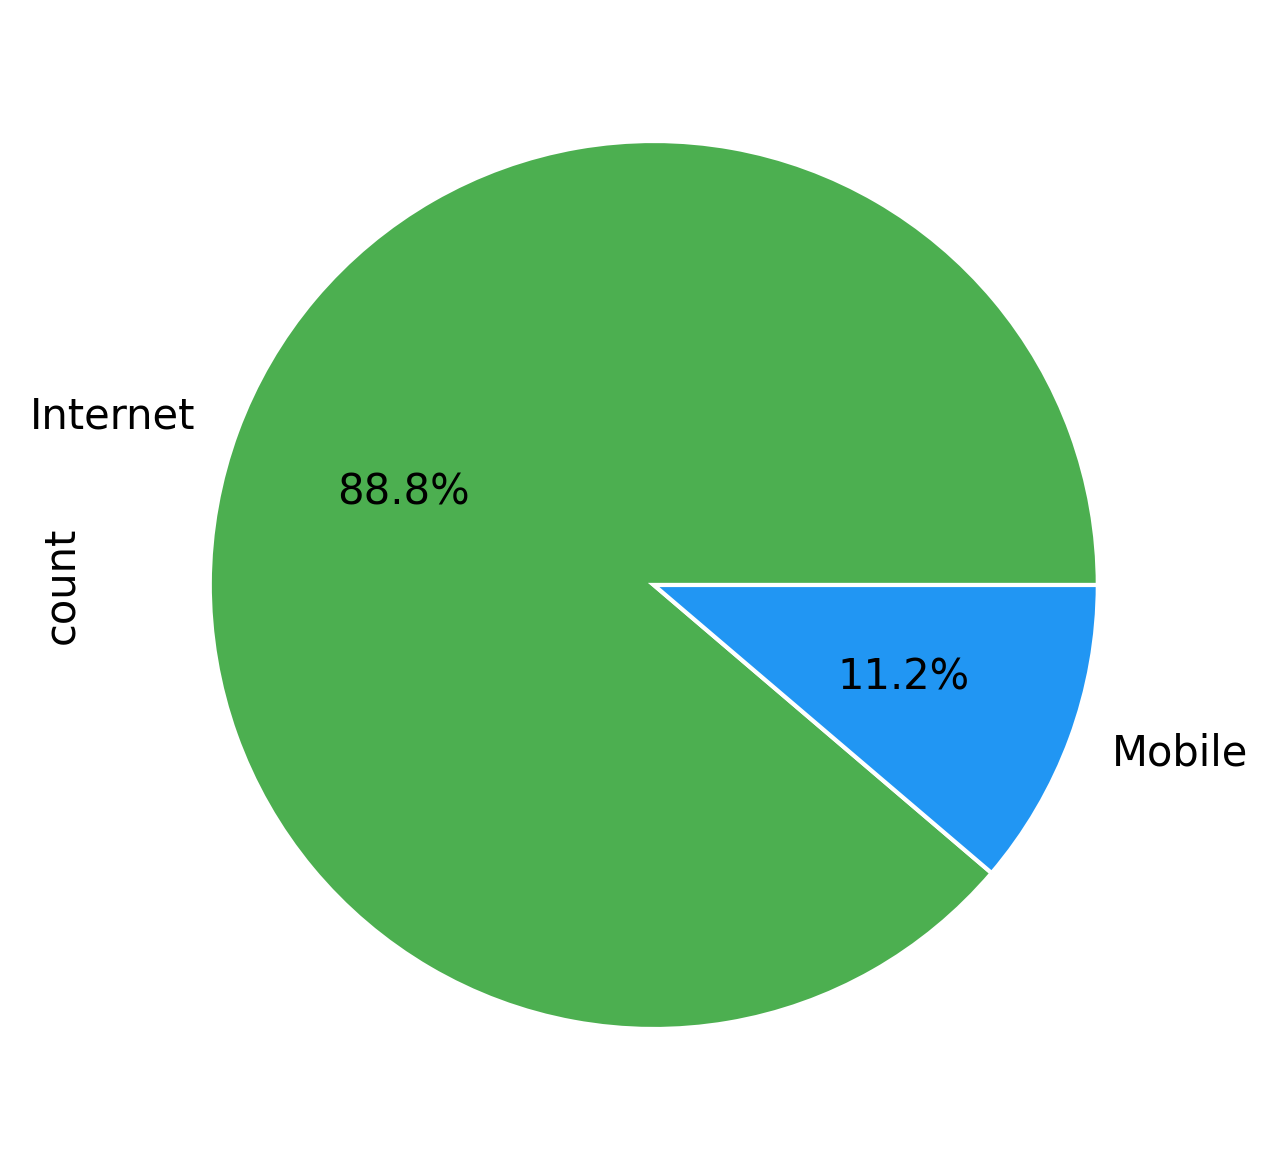 Internet
88.8%
count
11.2%
Mobile